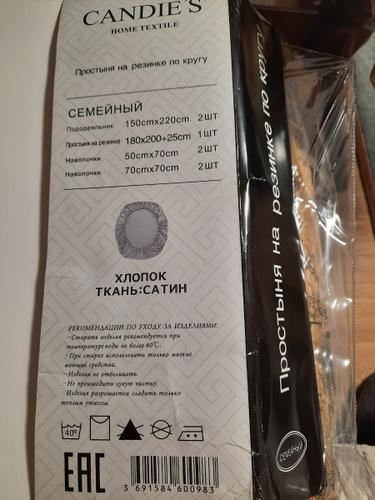 CANDIE'S
HOME TEXTILE
Простыня на резинке по кругу
СЕМЕЙНЫЙ
Пододеяльник 150cmx220cm 2ШТ
Простыня на резинке 180x200+25cm 1ШТ
Наволочки 50cmx70cm 2ШТ
Наволочки 70cmx70cm 2ШТ
ХЛОПОК
ТКАНЬ:САТИН
РЕКОМЕНДАЦИИ ПО УХОДУ ЗА ИЗДЕЛИЯМИ:
-Стирать изделия рекомендуется при
температуре воды не более 40℃.
-При стирке использовать только мягкие
моющие средства.
-Изделия не отбеливать.
-Не производить сухую чистку.
-Изделия разрешается гладить только
теплым утюгом.
40°
EAC
3 691584 600983
Простыня на резинке по кругу
СЕМЕЙНЫЙ